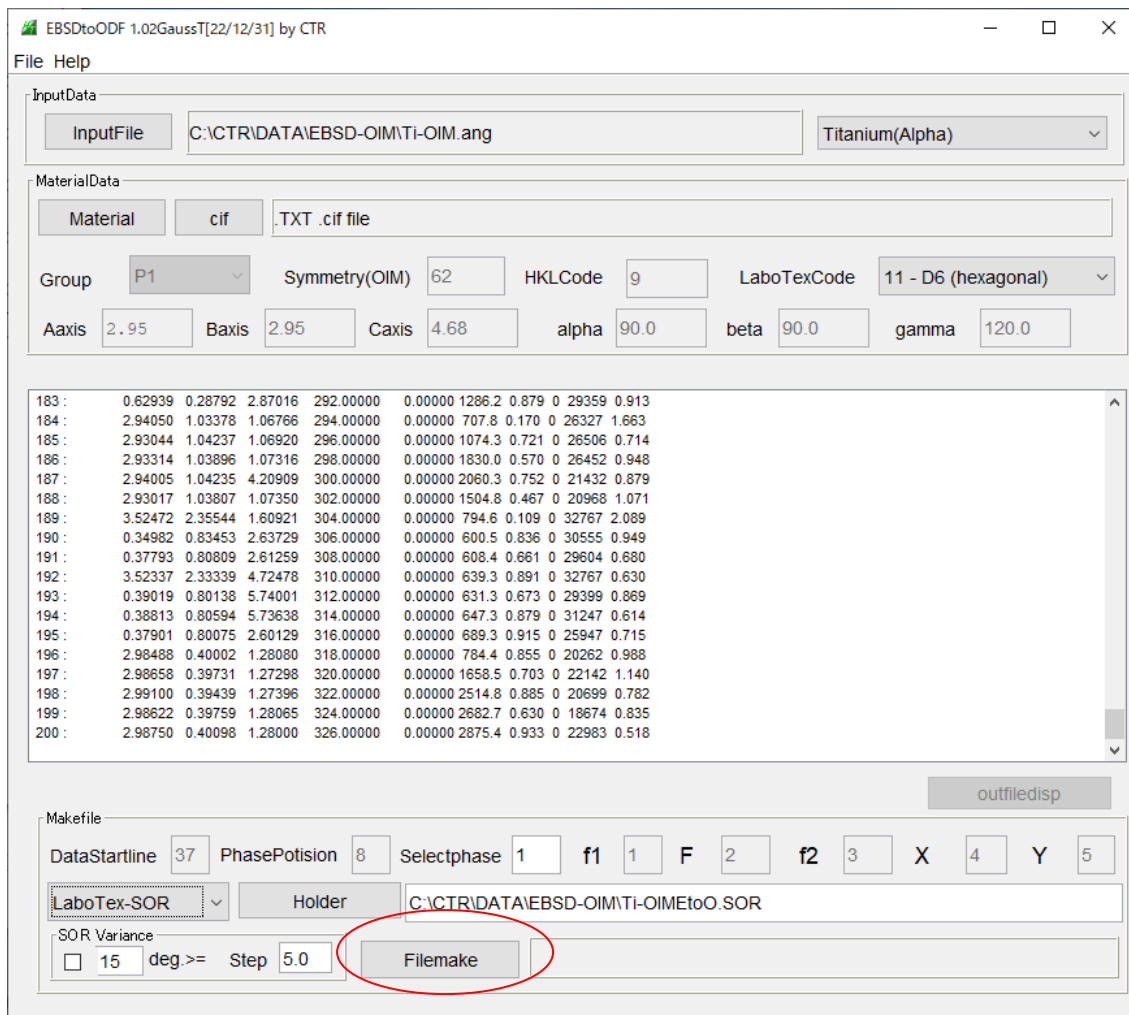 EBSDtoODF 1.02GaussT[22/12/31] by CTR
File Help
InputData
InputFile C:\CTR\DATA\EBSD-OIM\Ti-OIM.ang Titanium(Alpha)
MaterialData
Material cif .TXT .cif file
Group P1 Symmetry(OIM) 62 HKLCode 9 LaboTexCode 11 - D6 (hexagonal)
Aaxis 2.95 Baxis 2.95 Caxis 4.68 alpha 90.0 beta 90.0 gamma 120.0
183 : 0.62939 0.28792 2.87016 292.00000 0.00000 1286.2 0.879 0 29359 0.913
184 : 2.94050 1.03378 1.06766 294.00000 0.00000 707.8 0.170 0 26327 1.663
185 : 2.93044 1.04237 1.06920 296.00000 0.00000 1074.3 0.721 0 26506 0.714
186 : 2.93314 1.03896 1.07316 298.00000 0.00000 1830.0 0.570 0 26452 0.948
187 : 2.94005 1.04235 4.20909 300.00000 0.00000 2060.3 0.752 0 21432 0.879
188 : 2.93017 1.03807 1.07350 302.00000 0.00000 1504.8 0.467 0 20968 1.071
189 : 3.52472 2.35544 1.60921 304.00000 0.00000 794.6 0.109 0 32767 2.089
190 : 0.34982 0.83453 2.63729 306.00000 0.00000 600.5 0.836 0 30555 0.949
191 : 0.37793 0.80809 2.61259 308.00000 0.00000 608.4 0.661 0 29604 0.680
192 : 3.52337 2.33339 4.72478 310.00000 0.00000 639.3 0.891 0 32767 0.630
193 : 0.39019 0.80138 5.74001 312.00000 0.00000 631.3 0.673 0 29399 0.869
194 : 0.38813 0.80594 5.73638 314.00000 0.00000 647.3 0.879 0 31247 0.614
195 : 0.37901 0.80075 2.60129 316.00000 0.00000 689.3 0.915 0 25947 0.715
196 : 2.98488 0.40002 1.28080 318.00000 0.00000 784.4 0.855 0 20262 0.988
197 : 2.98658 0.39731 1.27298 320.00000 0.00000 1658.5 0.703 0 22142 1.140
198 : 2.99100 0.39439 1.27396 322.00000 0.00000 2514.8 0.885 0 20699 0.782
199 : 2.98622 0.39759 1.28065 324.00000 0.00000 2682.7 0.630 0 18674 0.835
200 : 2.98750 0.40098 1.28000 326.00000 0.00000 2875.4 0.933 0 22983 0.518
outfiledisp
Makefile
DataStartline 37 PhasePotision 8 Selectphase 1 f1 1 F 2 f2 3 X 4 Y 5
LaboTex-SOR Holder C:\CTR\DATA\EBSD-OIM\Ti-OIMEtoO.SOR
SOR Variance
15 deg.>= Step 5.0 Filemake